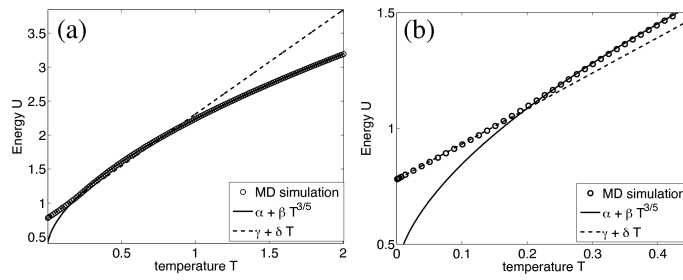 (a)
Energy U
3.5
3
2.5
2
1.5
1
0.5
0.5
1
1.5
2
temperature T
MD simulation
α + β T^{3/5}
γ + δ T
(b)
Energy U
1.5
1
0.5
0
0.1
0.2
0.3
0.4
temperature T
MD simulation
α + β T^{3/5}
γ + δ T